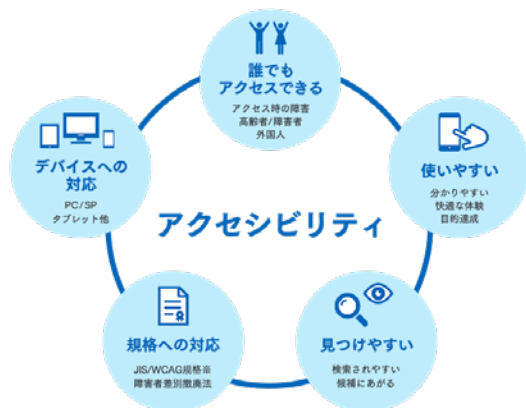 誰でも
アクセスできる
アクセス時の障害
高齢者/障害者
外国人
デバイスへの
対応
PC/SP
タブレット他
使いやすい
分かりやすい
快適な体験
目的達成
アクセシビリティ
規格への対応
JIS/WCAG規格※
障害者差別撤廃法
見つけやすい
検索されやすい
候補にあがる